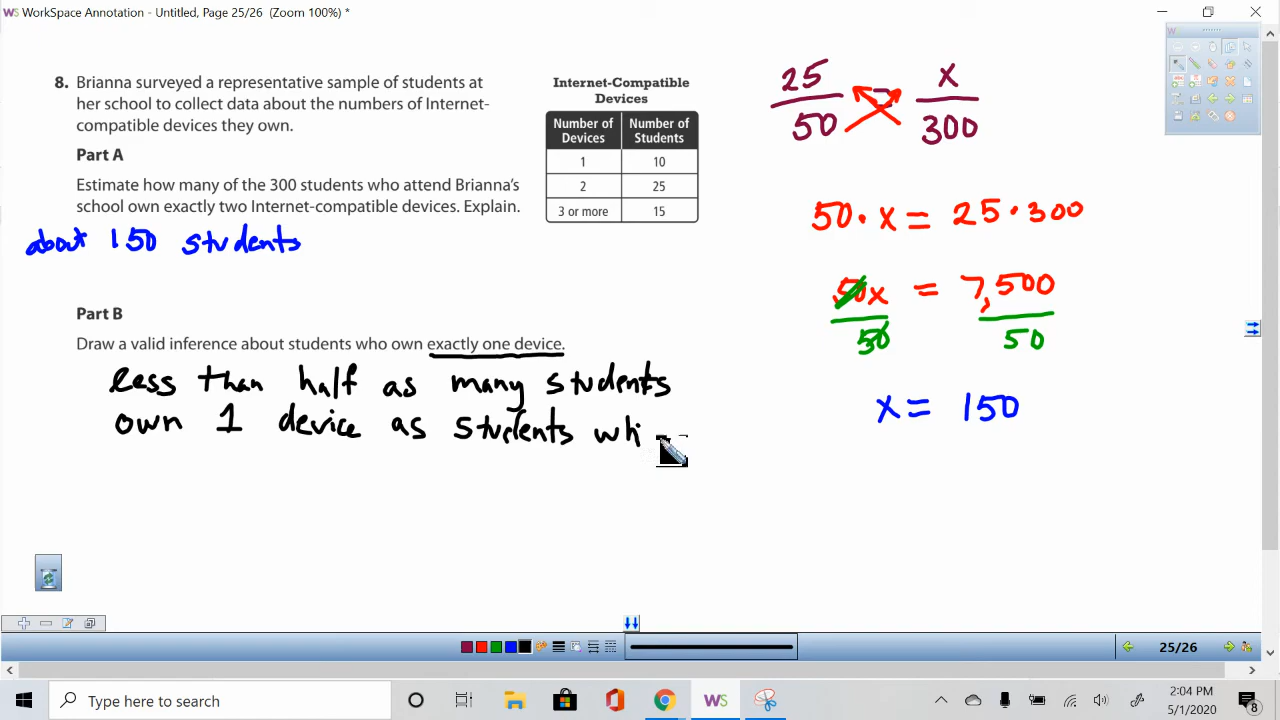 WorkSpace Annotation - Untitled, Page 25/26 (Zoom 100%) *
8. Brianna surveyed a representative sample of students at
her school to collect data about the numbers of Internet-
compatible devices they own.
Part A
Estimate how many of the 300 students who attend Brianna's
school own exactly two Internet-compatible devices. Explain.
about 150 students
Internet-Compatible
Devices
Number of Devices Number of Students
1 10
2 25
3 or more 15
Part B
Draw a valid inference about students who own exactly one device.
less than half as many students
own 1 device as students whi
25/50 = x/300
50 · x = 25 · 300
50x = 7,500
50 50
x = 150
25/26
Type here to search
WS
2:04 PM
5/1/2020
8